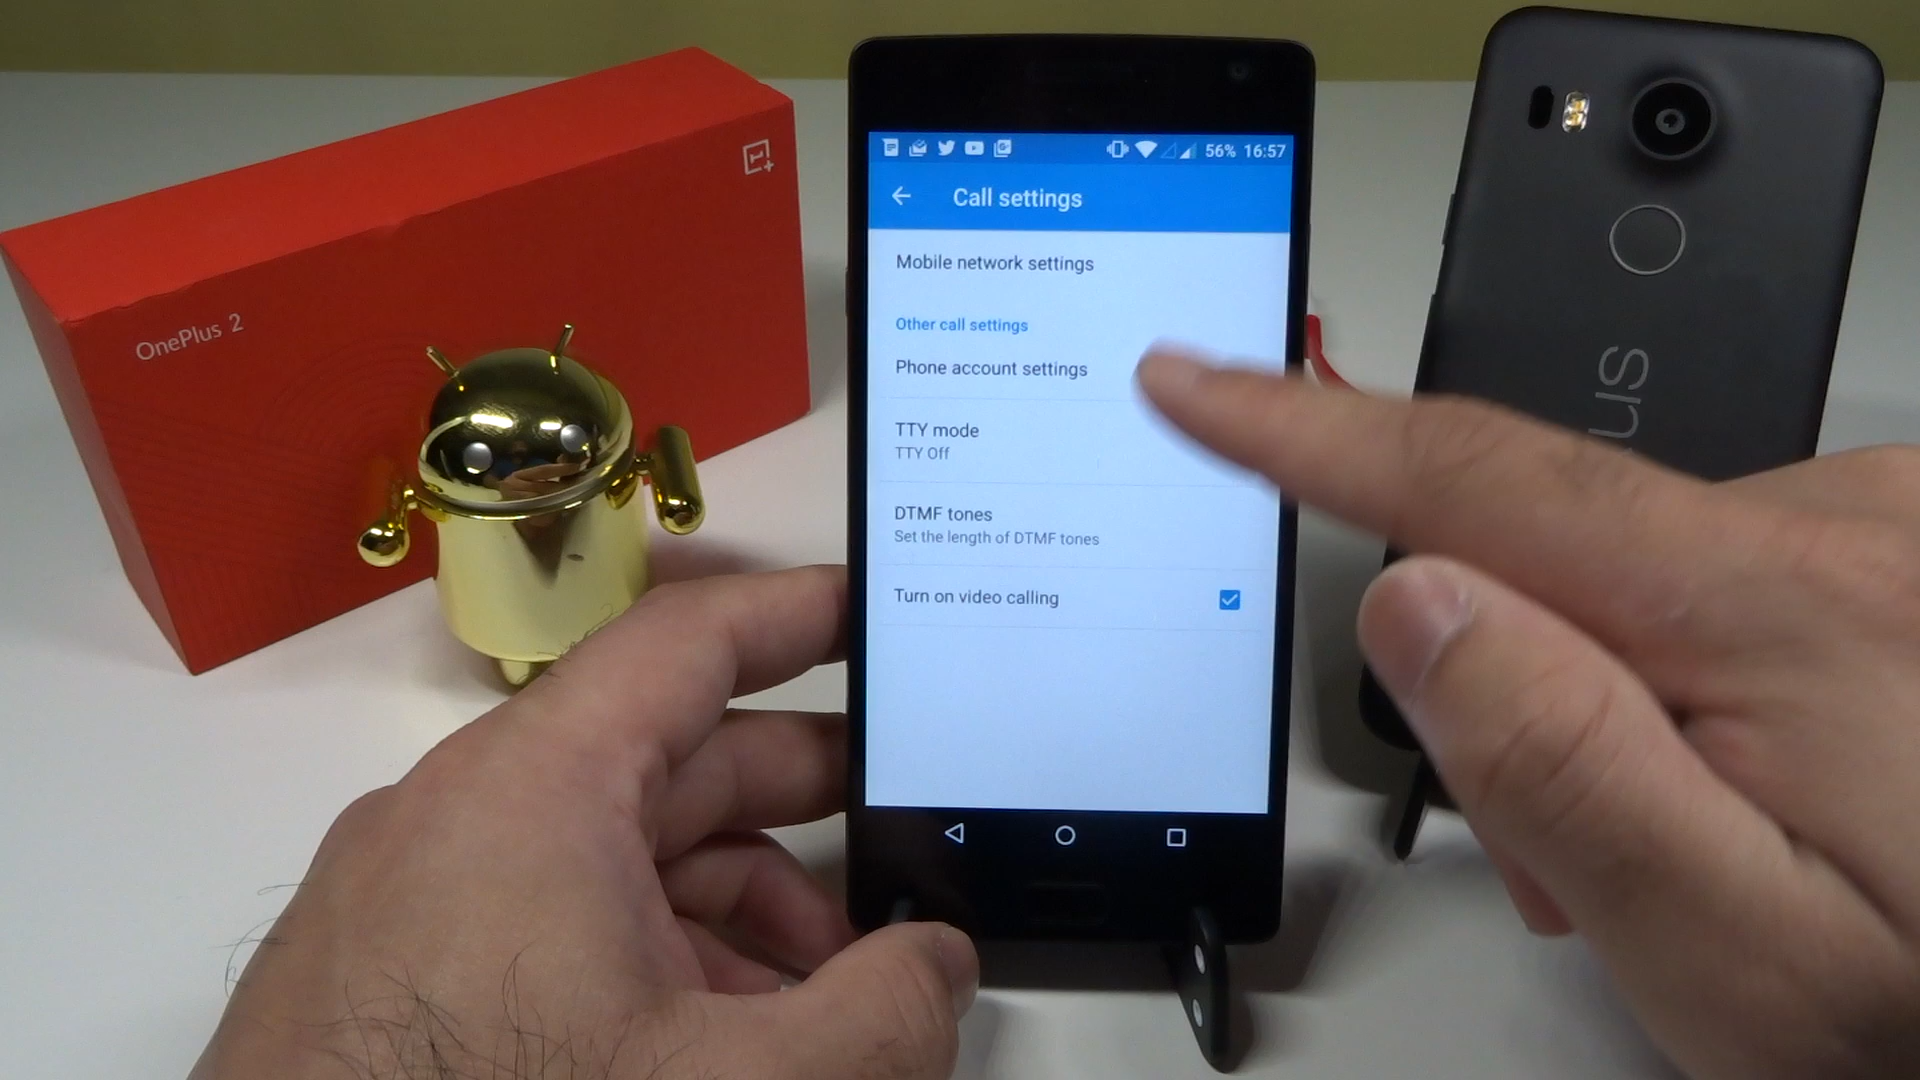 OnePlus 2
56% 16:57
Call settings
Mobile network settings
Other call settings
Phone account settings
TTY mode
TTY Off
DTMF tones
Set the length of DTMF tones
Turn on video calling